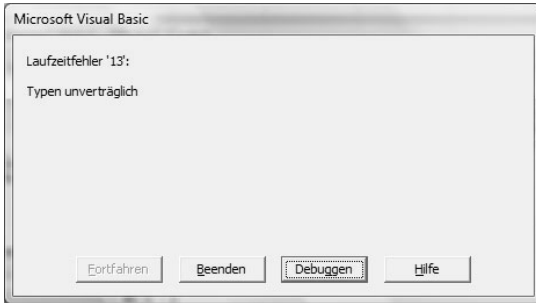 Microsoft Visual Basic
Laufzeitfehler '13':
Typen unverträglich
Fortfahren Beenden Debuggen Hilfe